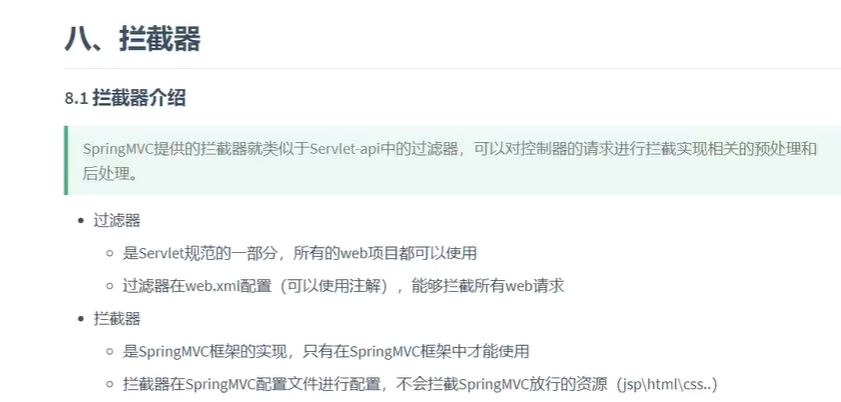 八、拦截器
8.1 拦截器介绍
SpringMVC提供的拦截器就类似于Servlet-api中的过滤器，可以对控制器的请求进行拦截实现相关的预处理和
后处理。
过滤器
是Servlet规范的一部分，所有的web项目都可以使用
过滤器在web.xml配置（可以使用注解），能够拦截所有web请求
拦截器
是SpringMVC框架的实现，只有在SpringMVC框架中才能使用
拦截器在SpringMVC配置文件进行配置，不会拦截SpringMVC放行的资源（jsp\html\css..）